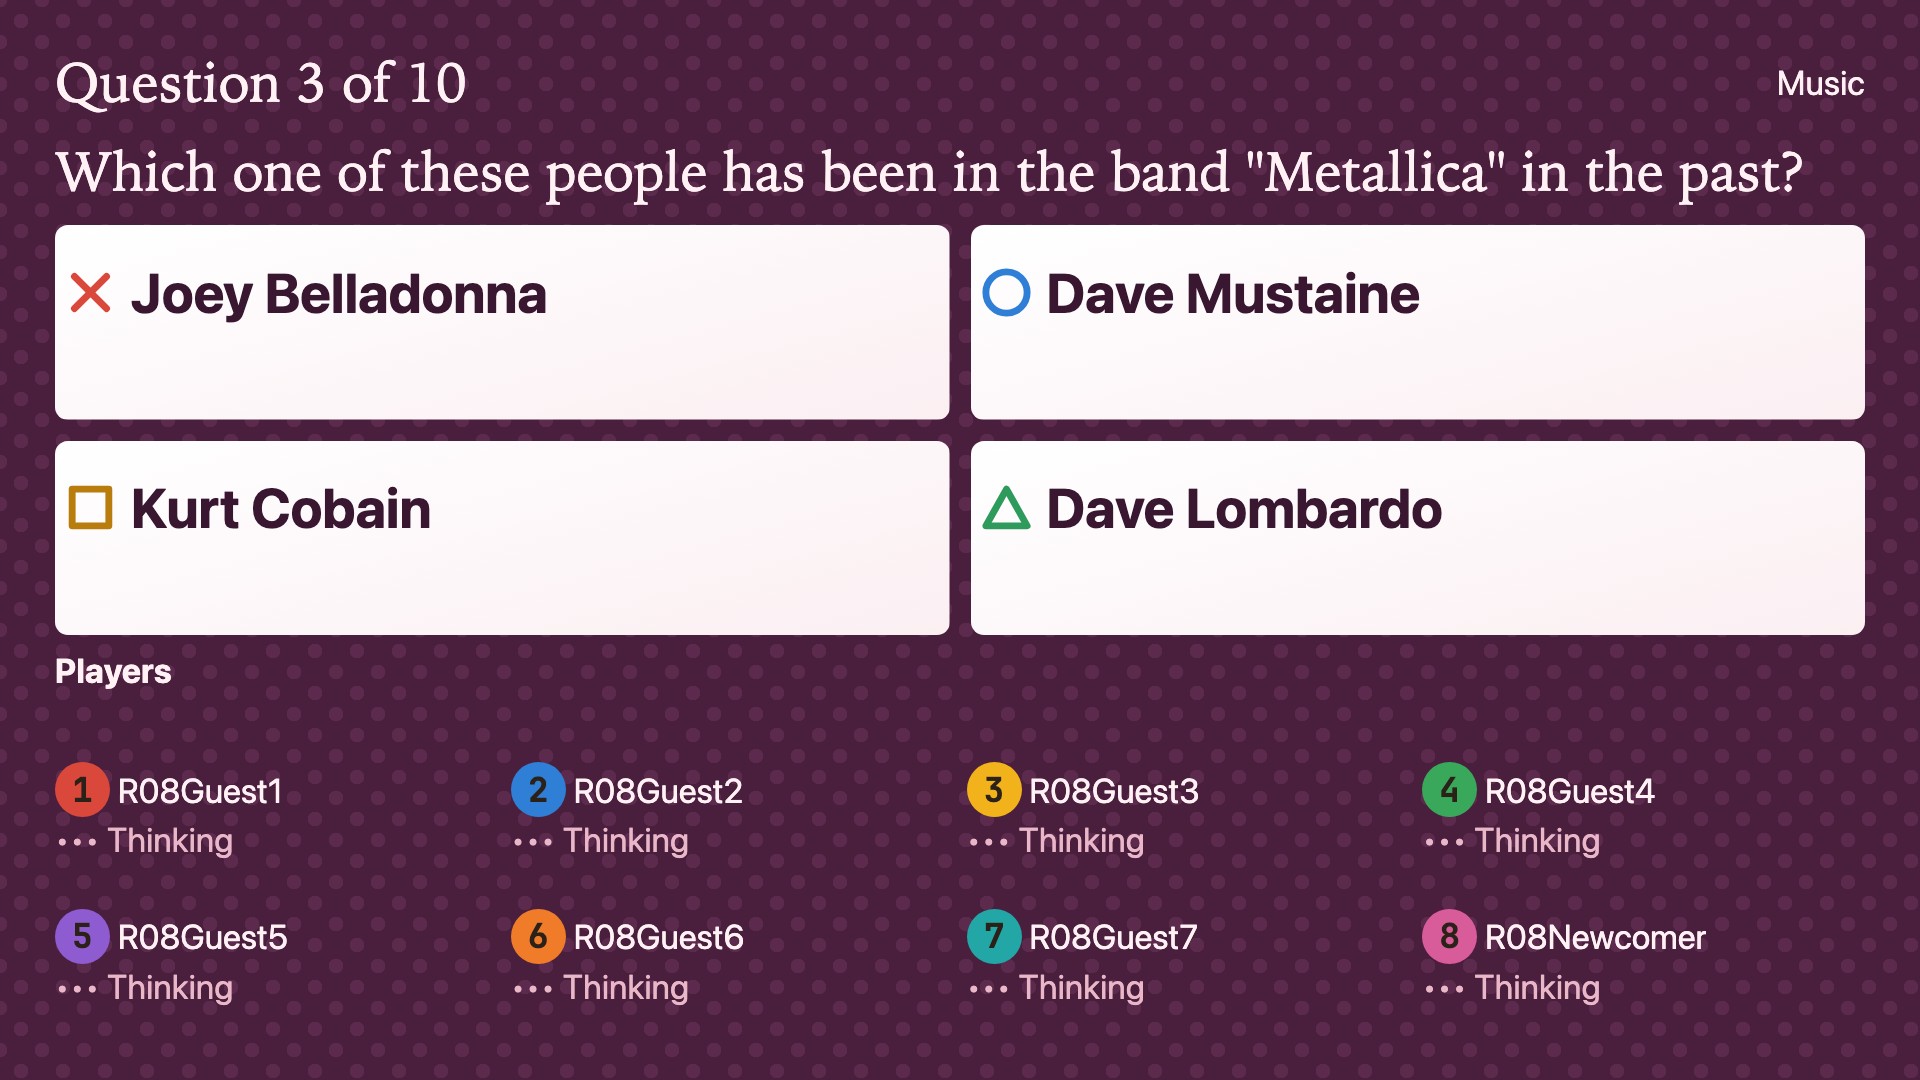 Question 3 of 10
Music
Which one of these people has been in the band "Metallica" in the past?
Joey Belladonna
Dave Mustaine
Kurt Cobain
Dave Lombardo
Players
1 R08Guest1
... Thinking
2 R08Guest2
... Thinking
3 R08Guest3
... Thinking
4 R08Guest4
... Thinking
5 R08Guest5
... Thinking
6 R08Guest6
... Thinking
7 R08Guest7
... Thinking
8 R08Newcomer
... Thinking